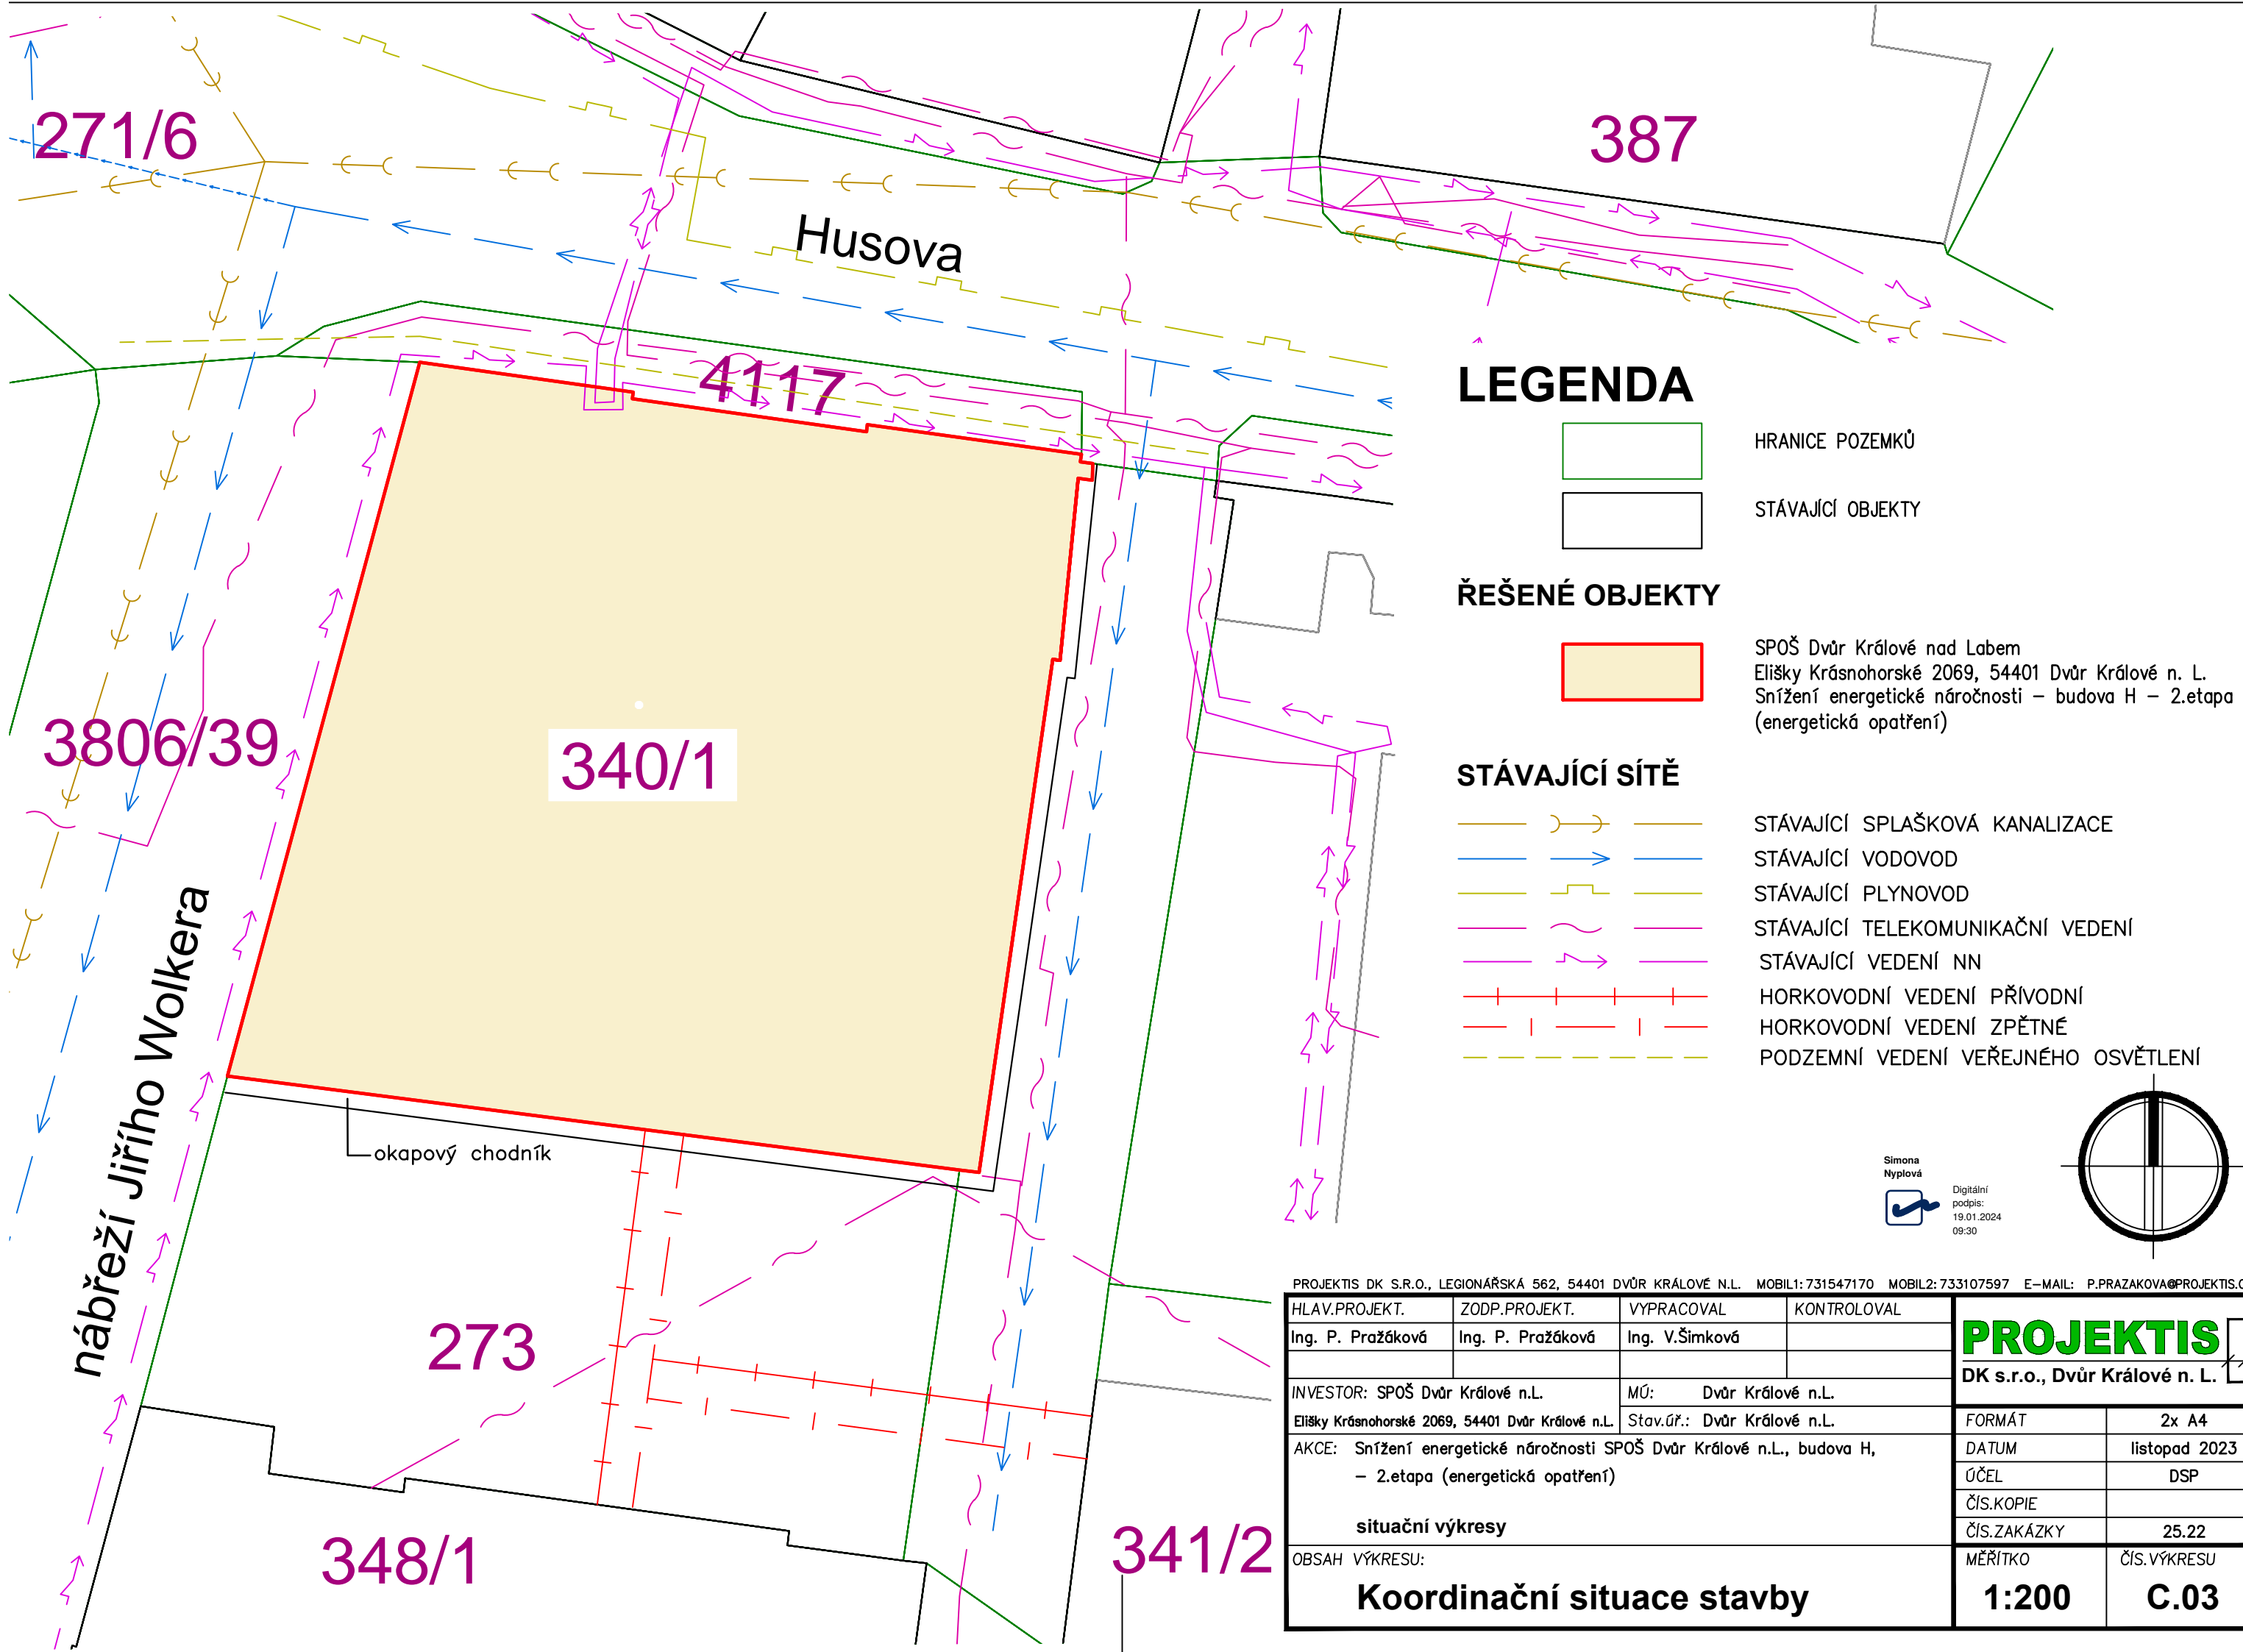 271/6
387
Husova
4117
3806/39
340/1
nábřeží Jiřího Wolkera
okapový chodník
273
348/1
341/2
LEGENDA
HRANICE POZEMKŮ
STÁVAJÍCÍ OBJEKTY
ŘEŠENÉ OBJEKTY
SPOŠ Dvůr Králové nad Labem
Elišky Krásnohorské 2069, 54401 Dvůr Králové n. L.
Snížení energetické náročnosti – budova H – 2.etapa
(energetická opatření)
STÁVAJÍCÍ SÍTĚ
STÁVAJÍCÍ SPLAŠKOVÁ KANALIZACE
STÁVAJÍCÍ VODOVOD
STÁVAJÍCÍ PLYNOVOD
STÁVAJÍCÍ TELEKOMUNIKAČNÍ VEDENÍ
STÁVAJÍCÍ VEDENÍ NN
HORKOVODNÍ VEDENÍ PŘÍVODNÍ
HORKOVODNÍ VEDENÍ ZPĚTNÉ
PODZEMNÍ VEDENÍ VEŘEJNÉHO OSVĚTLENÍ
Simona
Nyplová
Digitální
podpis:
19.01.2024
09:30
PROJEKTIS DK S.R.O., LEGIONÁŘSKÁ 562, 54401 DVŮR KRÁLOVÉ N.L. MOBIL1: 731547170 MOBIL2: 733107597 E–MAIL: P.PRAZAKOVA@PROJEKTIS.C
HLAV.PROJEKT. ZODP.PROJEKT. VYPRACOVAL KONTROLOVAL
Ing. P. Pražáková Ing. P. Pražáková Ing. V.Šimková
PROJEKTIS
DK s.r.o., Dvůr Králové n. L.
INVESTOR: SPOŠ Dvůr Králové n.L. MÚ: Dvůr Králové n.L.
Elišky Krásnohorské 2069, 54401 Dvůr Králové n.L. Stav.úř.: Dvůr Králové n.L.
AKCE: Snížení energetické náročnosti SPOŠ Dvůr Králové n.L., budova H,
– 2.etapa (energetická opatření)
situační výkresy
OBSAH VÝKRESU:
Koordinační situace stavby
FORMÁT 2x A4
DATUM listopad 2023
ÚČEL DSP
ČÍS.KOPIE
ČÍS.ZAKÁZKY 25.22
MĚŘÍTKO ČÍS.VÝKRESU
1:200 C.03